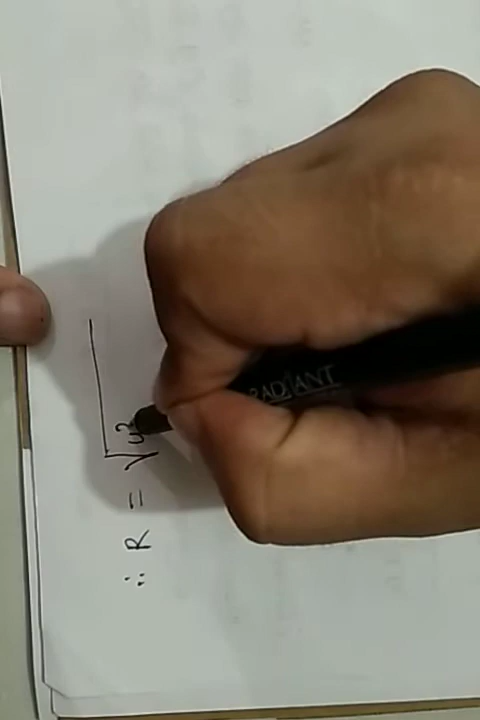 ∴ R = √u²
RADIANT